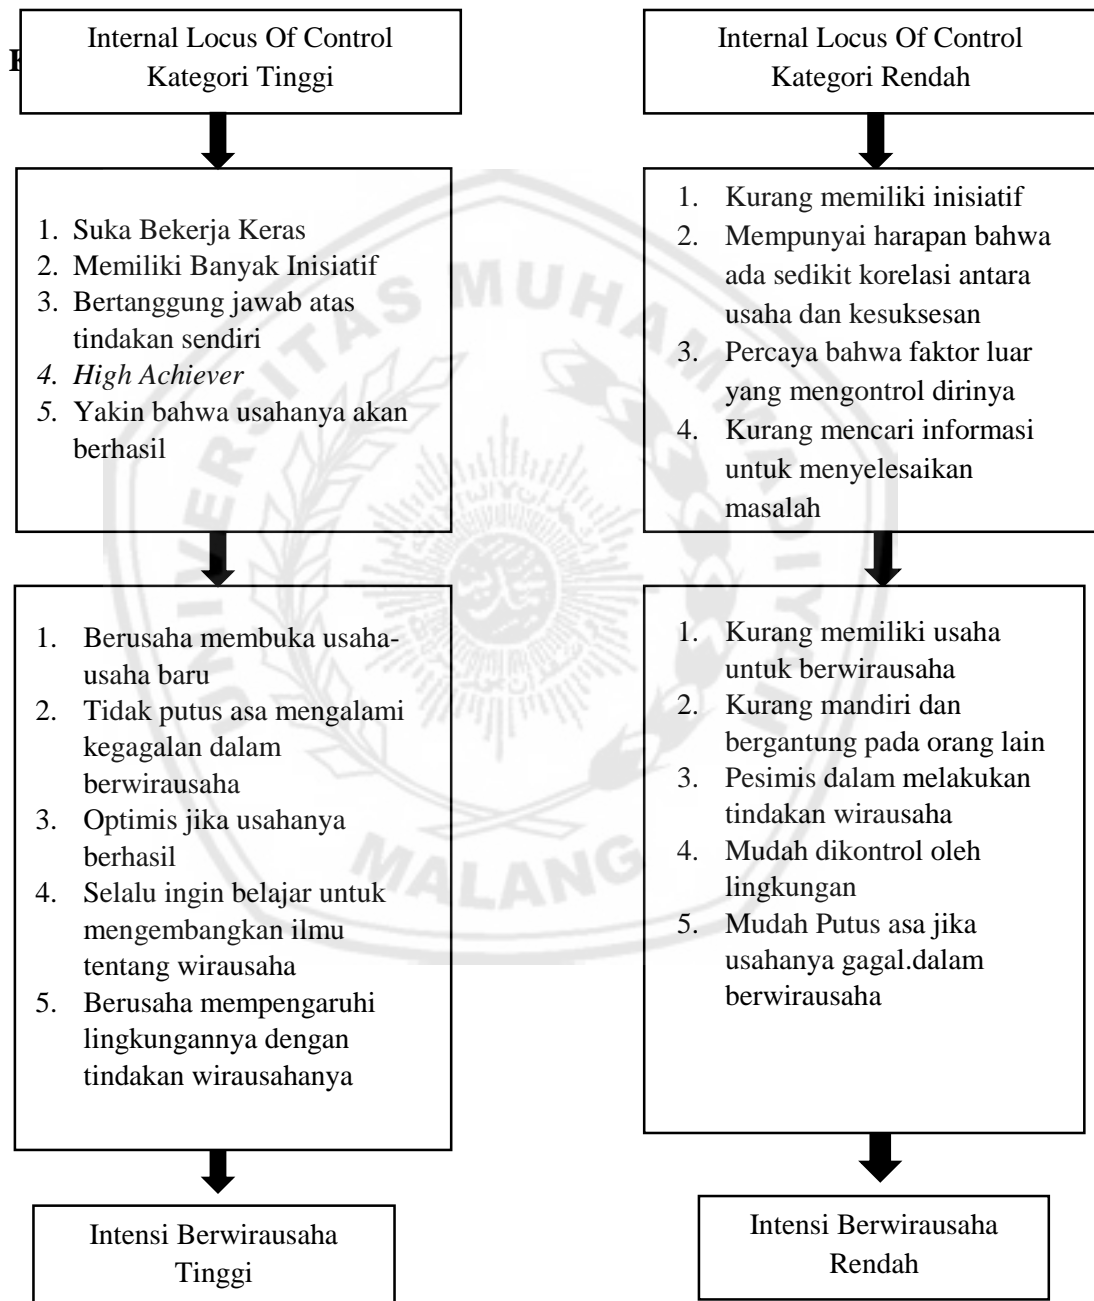 Internal Locus Of Control
Kategori Tinggi
1. Suka Bekerja Keras
2. Memiliki Banyak Inisiatif
3. Bertanggung jawab atas
tindakan sendiri
4. High Achiever
5. Yakin bahwa usahanya akan
berhasil
1. Berusaha membuka usaha-
usaha baru
2. Tidak putus asa mengalami
kegagalan dalam
berwirausaha
3. Optimis jika usahanya
berhasil
4. Selalu ingin belajar untuk
mengembangkan ilmu
tentang wirausaha
5. Berusaha mempengaruhi
lingkungannya dengan
tindakan wirausahanya
Intensi Berwirausaha
Tinggi
Internal Locus Of Control
Kategori Rendah
1. Kurang memiliki inisiatif
2. Mempunyai harapan bahwa
ada sedikit korelasi antara
usaha dan kesuksesan
3. Percaya bahwa faktor luar
yang mengontrol dirinya
4. Kurang mencari informasi
untuk menyelesaikan
masalah
1. Kurang memiliki usaha
untuk berwirausaha
2. Kurang mandiri dan
bergantung pada orang lain
3. Pesimis dalam melakukan
tindakan wirausaha
4. Mudah dikontrol oleh
lingkungan
5. Mudah Putus asa jika
usahanya gagal.dalam
berwirausaha
Intensi Berwirausaha
Rendah
UNIVERSITAS MUHAMMADIYAH
MALANG